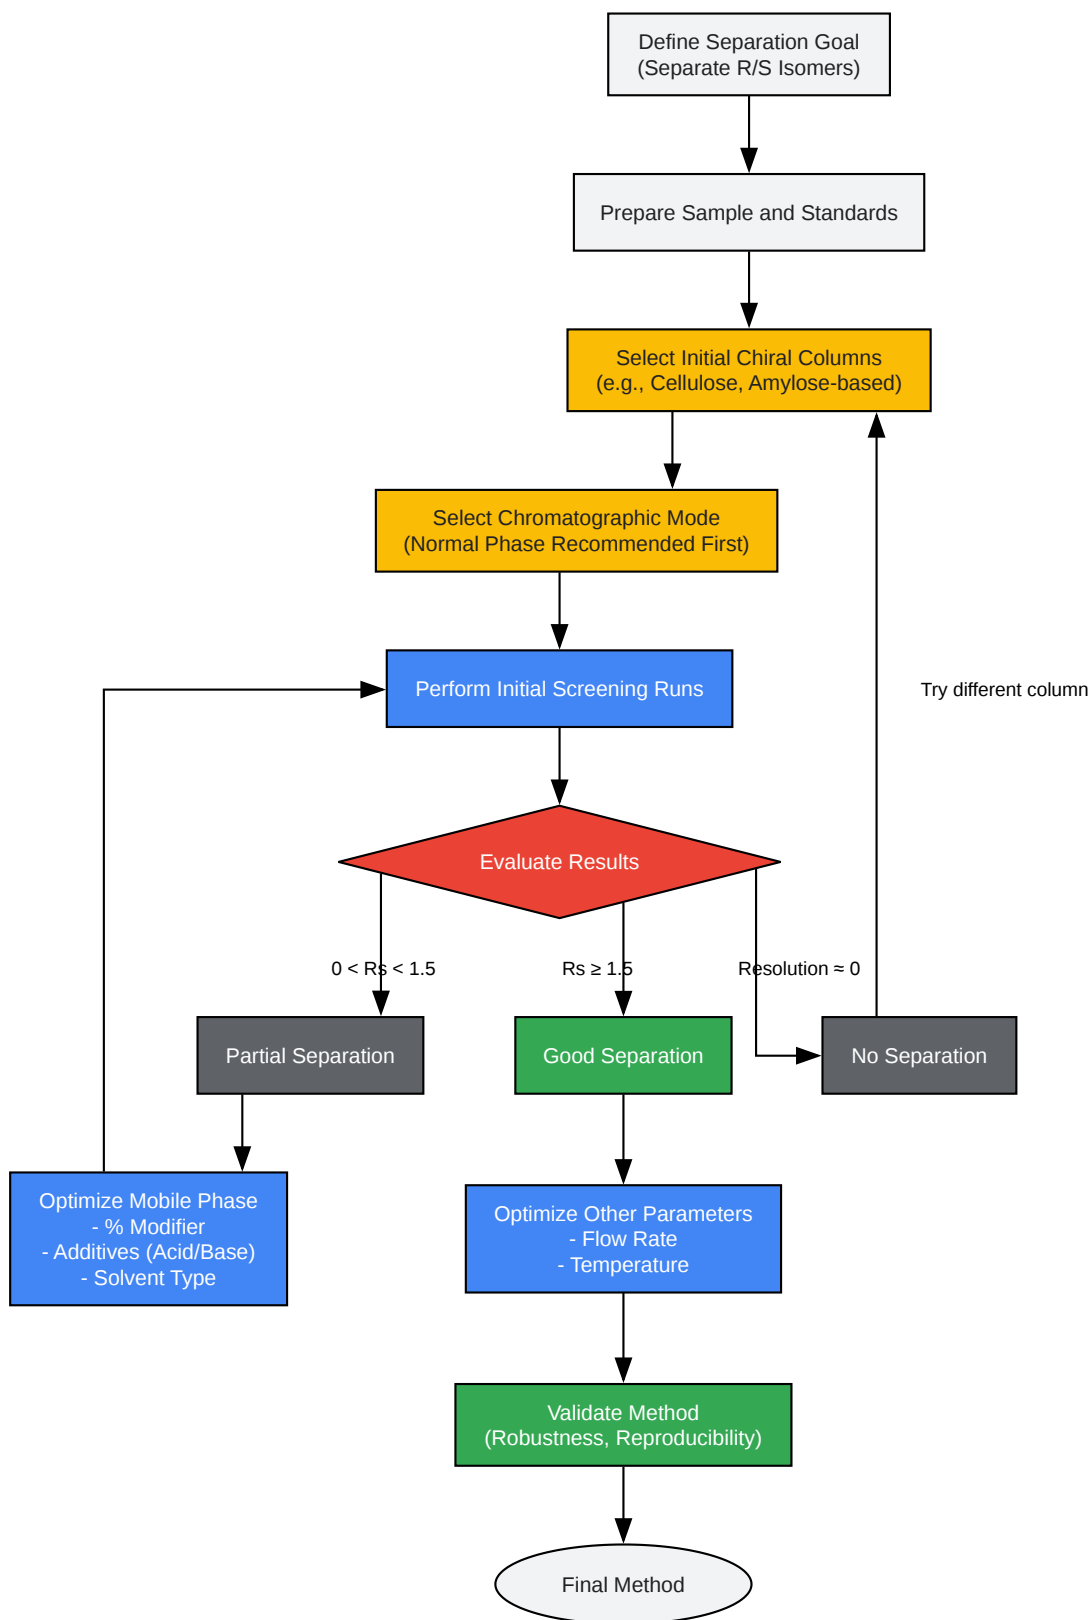 Define Separation Goal
(Separate R/S Isomers)
Prepare Sample and Standards
Select Initial Chiral Columns
(e.g., Cellulose, Amylose-based)
Select Chromatographic Mode
(Normal Phase Recommended First)
Perform Initial Screening Runs
Try different column
Evaluate Results
0 < Rs < 1.5
Rs ≥ 1.5
Resolution ≈ 0
Partial Separation
Good Separation
No Separation
Optimize Mobile Phase
- % Modifier
- Additives (Acid/Base)
- Solvent Type
Optimize Other Parameters
- Flow Rate
- Temperature
Validate Method
(Robustness, Reproducibility)
Final Method